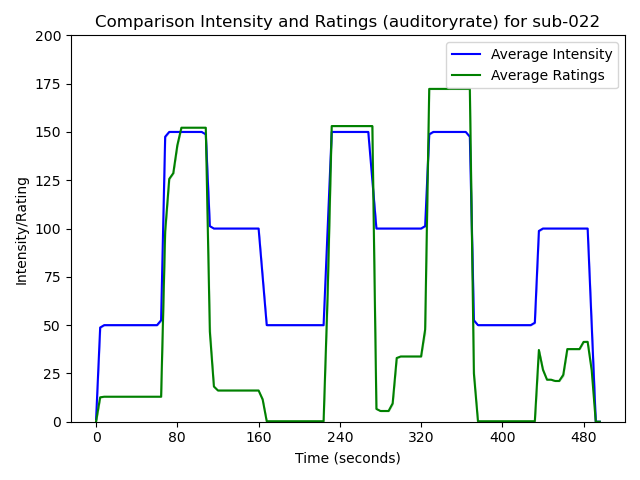 Comparison Intensity and Ratings (auditoryrate) for sub-022
Average Intensity
Average Ratings
Intensity/Rating
200
175
150
125
100
75
50
25
0
0 80 160 240 320 400 480
Time (seconds)